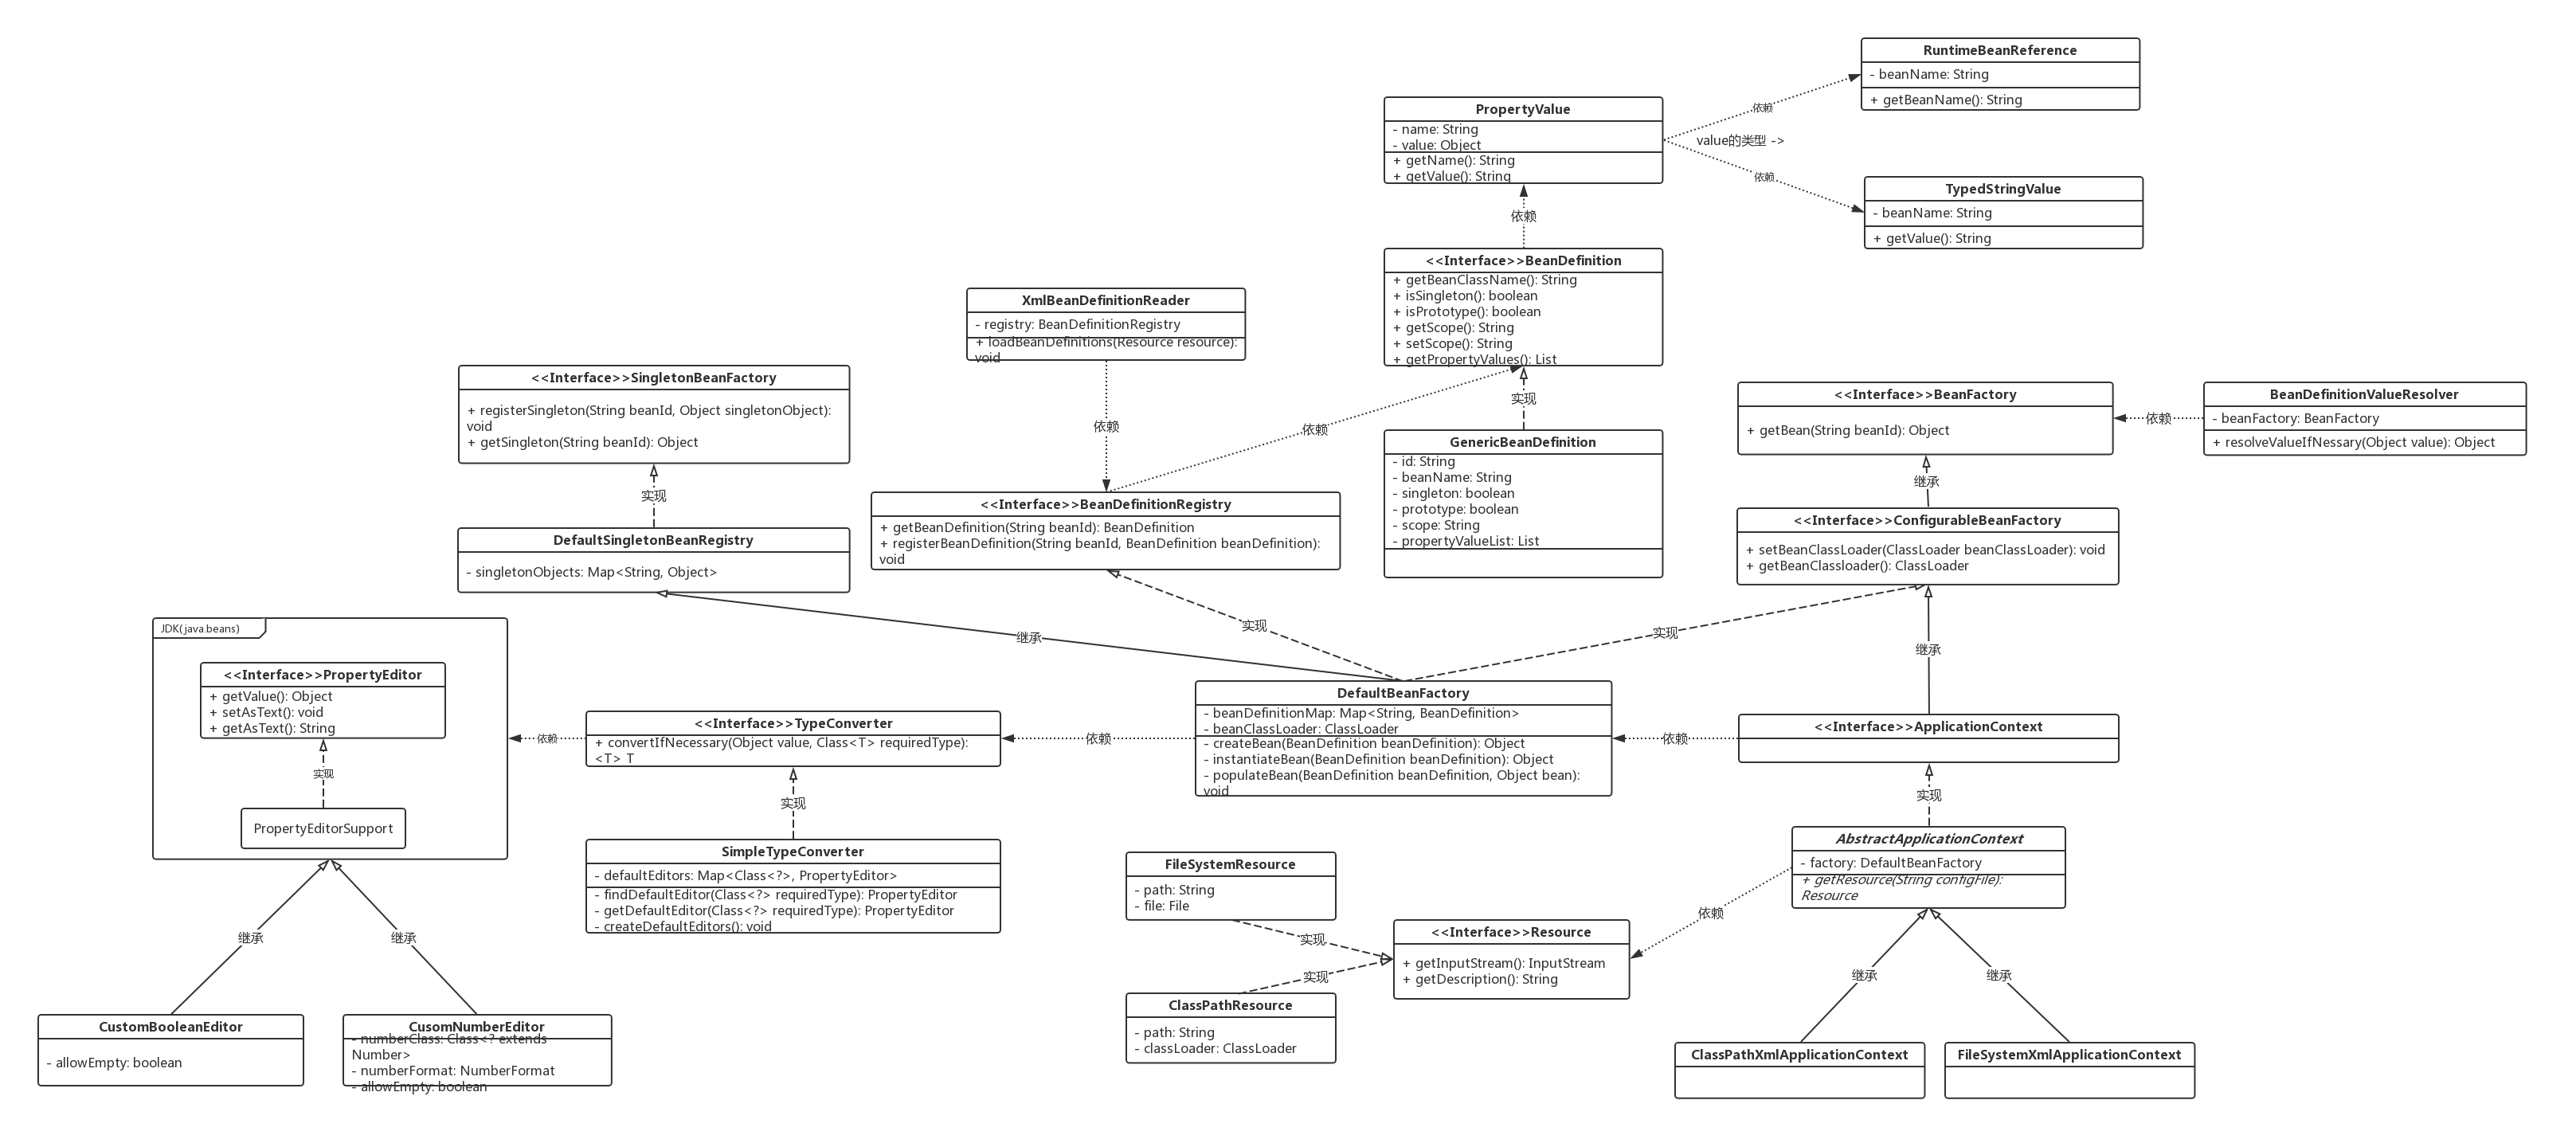 RuntimeBeanReference
- beanName: String
+ getBeanName(): String
PropertyValue
- name: String
- value: Object
+ getName(): String
+ getValue(): String
依赖
value的类型 ->
依赖
TypedStringValue
- beanName: String
+ getValue(): String
依赖
<<Interface>>BeanDefinition
+ getBeanClassName(): String
+ isSingleton(): boolean
+ isPrototype(): boolean
+ getScope(): String
+ setScope(): String
+ getPropertyValues(): List
XmlBeanDefinitionReader
- registry: BeanDefinitionRegistry
+ loadBeanDefinitions(Resource resource):
void
<<Interface>>SingletonBeanFactory
+ registerSingleton(String beanId, Object singletonObject):
void
+ getSingleton(String beanId): Object
依赖
依赖
实现
<<Interface>>BeanFactory
+ getBean(String beanId): Object
依赖
BeanDefinitionValueResolver
- beanFactory: BeanFactory
+ resolveValueIfNessary(Object value): Object
GenericBeanDefinition
- id: String
- beanName: String
- singleton: boolean
- prototype: boolean
- scope: String
- propertyValueList: List
实现
继承
<<Interface>>BeanDefinitionRegistry
+ getBeanDefinition(String beanId): BeanDefinition
+ registerBeanDefinition(String beanId, BeanDefinition beanDefinition):
void
<<Interface>>ConfigurableBeanFactory
+ setBeanClassLoader(ClassLoader beanClassLoader): void
+ getBeanClassloader(): ClassLoader
DefaultSingletonBeanRegistry
- singletonObjects: Map<String, Object>
继承
实现
实现
继承
JDK(java.beans)
<<Interface>>PropertyEditor
+ getValue(): Object
+ setAsText(): void
+ getAsText(): String
实现
PropertyEditorSupport
依赖
<<Interface>>TypeConverter
+ convertIfNecessary(Object value, Class<T> requiredType):
<T> T
依赖
DefaultBeanFactory
- beanDefinitionMap: Map<String, BeanDefinition>
- beanClassLoader: ClassLoader
- createBean(BeanDefinition beanDefinition): Object
- instantiateBean(BeanDefinition beanDefinition): Object
- populateBean(BeanDefinition beanDefinition, Object bean):
void
依赖
<<Interface>>ApplicationContext
实现
实现
SimpleTypeConverter
- defaultEditors: Map<Class<?>, PropertyEditor>
- findDefaultEditor(Class<?> requiredType): PropertyEditor
- getDefaultEditor(Class<?> requiredType): PropertyEditor
- createDefaultEditors(): void
AbstractApplicationContext
- factory: DefaultBeanFactory
+ getResource(String configFile):
Resource
FileSystemResource
- path: String
- file: File
实现
实现
<<Interface>>Resource
+ getInputStream(): InputStream
+ getDescription(): String
依赖
ClassPathResource
- path: String
- classLoader: ClassLoader
继承
继承
继承
继承
CustomBooleanEditor
- allowEmpty: boolean
CusomNumberEditor
- numberClass: Class<? extends
Number>
- numberFormat: NumberFormat
- allowEmpty: boolean
ClassPathXmlApplicationContext
FileSystemXmlApplicationContext